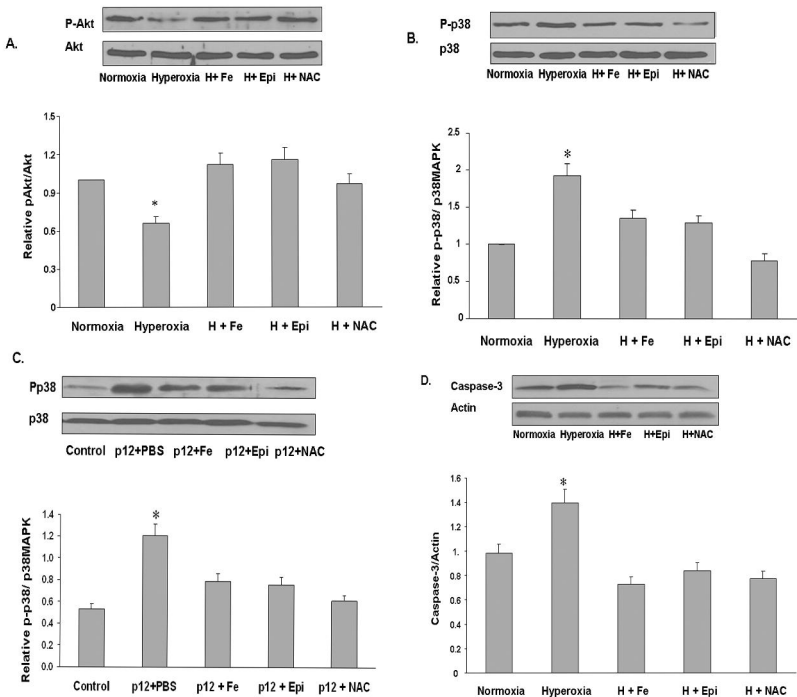 A.
P-Akt
Akt
Normoxia Hyperoxia H+ Fe H+ Epi H+ NAC
Relative pAkt/Akt
1.5
1.2
0.9
0.6
0.3
0.0
* 
Normoxia Hyperoxia H + Fe H + Epi H + NAC
B.
P-p38
p38
Normoxia Hyperoxia H + Fe H+ Epi H+ NAC
Relative p-p38/ p38MAPK
2.5
2
1.5
1
0.5
0
*
Normoxia Hyperoxia H + Fe H + Epi H + NAC
C.
Pp38
p38
Control p12+PBS p12+Fe p12+Epi p12+NAC
Relative p-p38/ p38MAPK
1.4
1.2
1.0
0.8
0.6
0.4
0.2
0.0
*
Control p12+PBS p12 + Fe p12 + Epi p12 + NAC
D.
Caspase-3
Actin
Normoxia Hyperoxia H+Fe H+Epi H+NAC
Caspase-3/Actin
1.6
1.4
1.2
1.
0.8
0.6
0.4
0.2
0
*
Normoxia Hyperoxia H + Fe H + Epi H + NAC